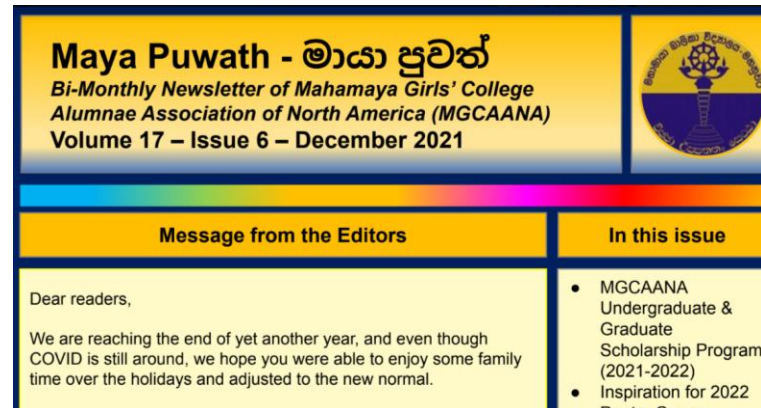 Maya Puwath - මායා පුවත්
Bi-Monthly Newsletter of Mahamaya Girls' College
Alumnae Association of North America (MGCAANA)
Volume 17 – Issue 6 – December 2021
Message from the Editors
Dear readers,
We are reaching the end of yet another year, and even though
COVID is still around, we hope you were able to enjoy some family
time over the holidays and adjusted to the new normal.
In this issue
● MGCAANA
Undergraduate &
Graduate
Scholarship Program
(2021-2022)
● Inspiration for 2022